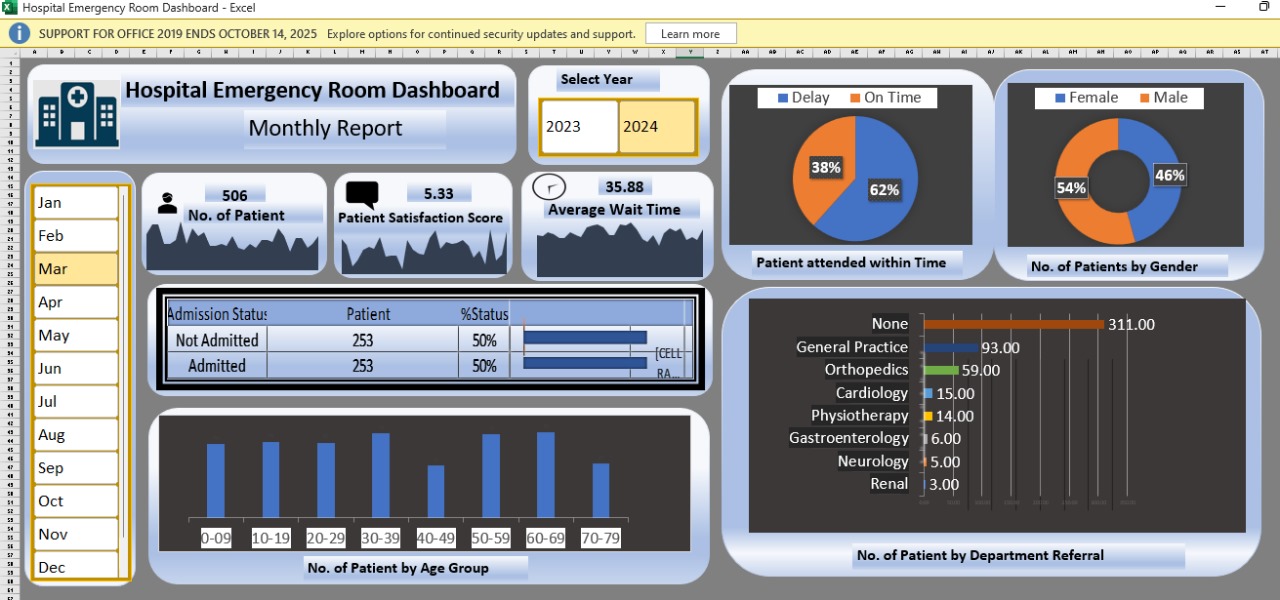 Hospital Emergency Room Dashboard - Excel
SUPPORT FOR OFFICE 2019 ENDS OCTOBER 14, 2025 Explore options for continued security updates and support. Learn more
Hospital Emergency Room Dashboard
Monthly Report
Select Year
2023 2024
Jan
Feb
Mar
Apr
May
Jun
Jul
Aug
Sep
Oct
Nov
Dec
506
No. of Patient
5.33
Patient Satisfaction Score
35.88
Average Wait Time
Delay On Time
38%
62%
Patient attended within Time
Female Male
54%
46%
No. of Patients by Gender
Admission Status Patient %Status
Not Admitted 253 50%
Admitted 253 50%
[CELL
RA...
0-09 10-19 20-29 30-39 40-49 50-59 60-69 70-79
No. of Patient by Age Group
None 311.00
General Practice 93.00
Orthopedics 59.00
Cardiology 15.00
Physiotherapy 14.00
Gastroenterology 6.00
Neurology 5.00
Renal 3.00
No. of Patient by Department Referral